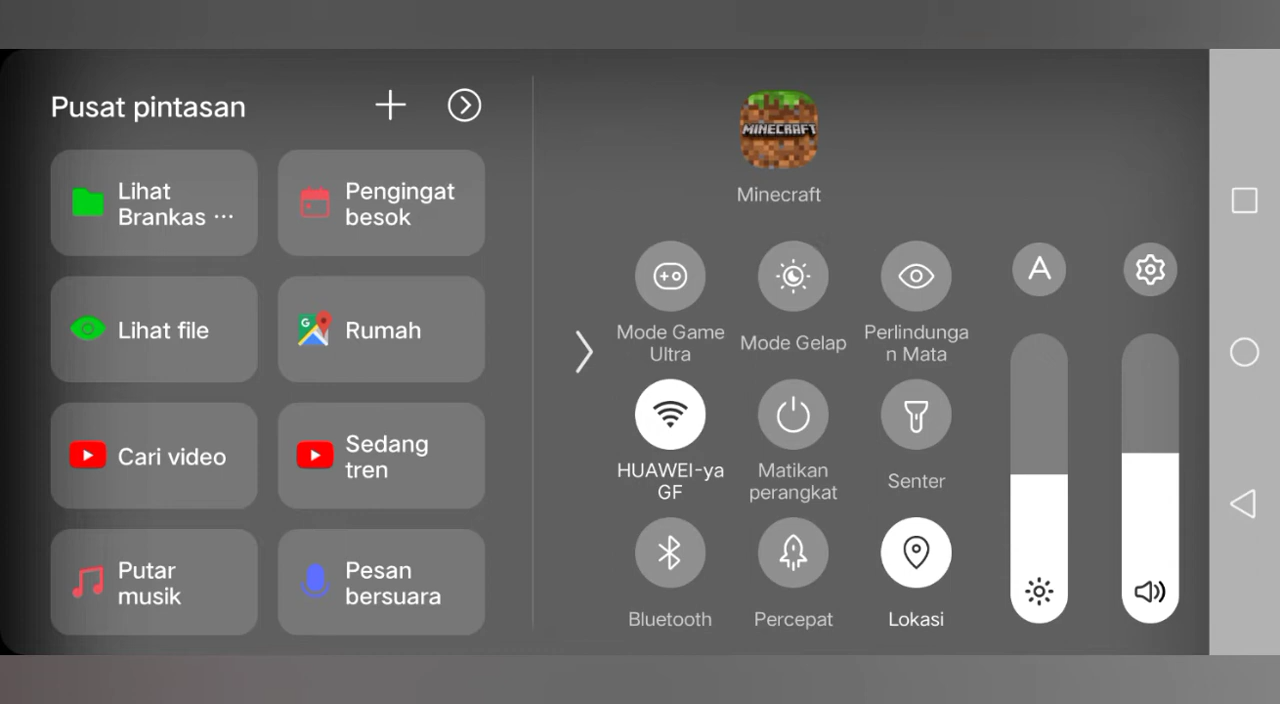 Pusat pintasan
Lihat
Brankas ···
Pengingat
besok
Lihat file
G
Rumah
Cari video
Sedang
tren
Putar
musik
Pesan
bersuara
MINECRAFT
Minecraft
Mode Game
Ultra
Mode Gelap
Perlindunga
n Mata
A
HUAWEI-ya
GF
Matikan
perangkat
Senter
Bluetooth
Percepat
Lokasi